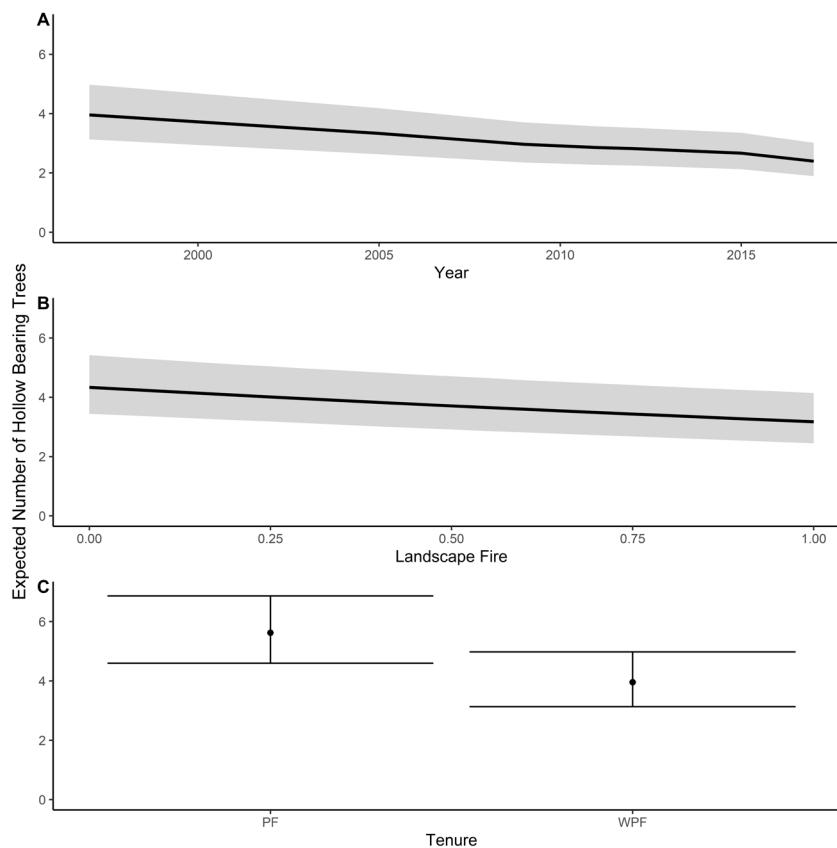 Expected Number of Hollow Bearing Trees
A
6
4
2
0
2000 2005 2010 2015
Year
B
6
4
2
0
0.00 0.25 0.50 0.75 1.00
Landscape Fire
C
6
4
2
0
PF WPF
Tenure